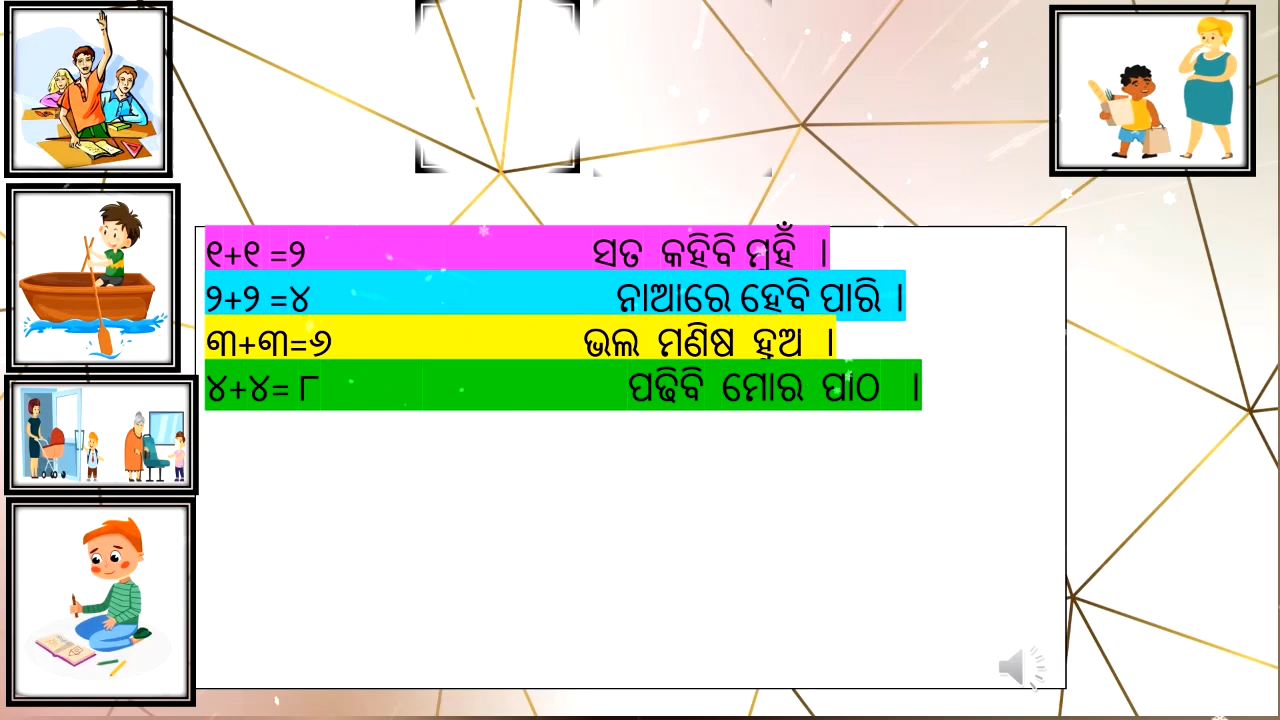 ୧+୧ =୨ ସତ କହିବି ମୁହିଁ ।
୨+୨ =୪ ନାଆରେ ହେବି ପାରି ।
୩+୩=୬ ଭଲ ମଣିଷ ହୁଅ ।
୪+୪= ୮ ପଢିବି ମୋର ପାଠ ।